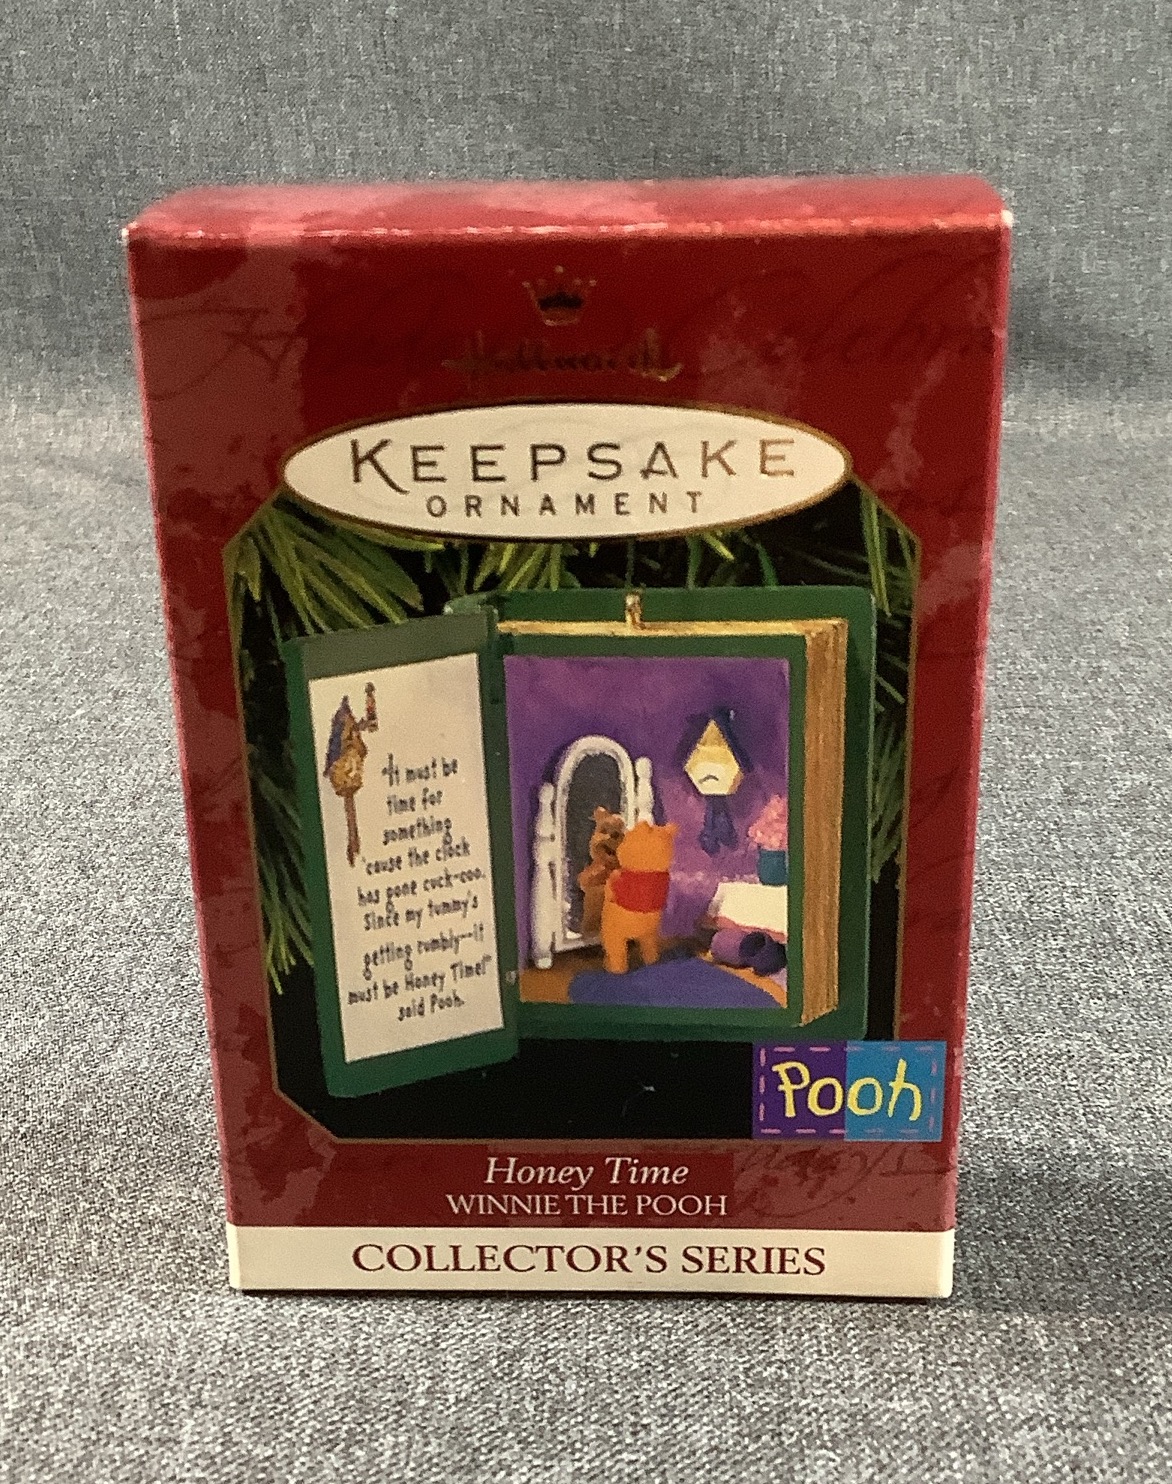 Hallmark
KEEPSAKE
ORNAMENT
"It must be
time for
something
'cause the clock
has gone cuck-coo.
Since my tummy's
getting rumbly--it
must be Honey Time!"
said Pooh.
Pooh
Honey Time
WINNIE THE POOH
COLLECTOR'S SERIES